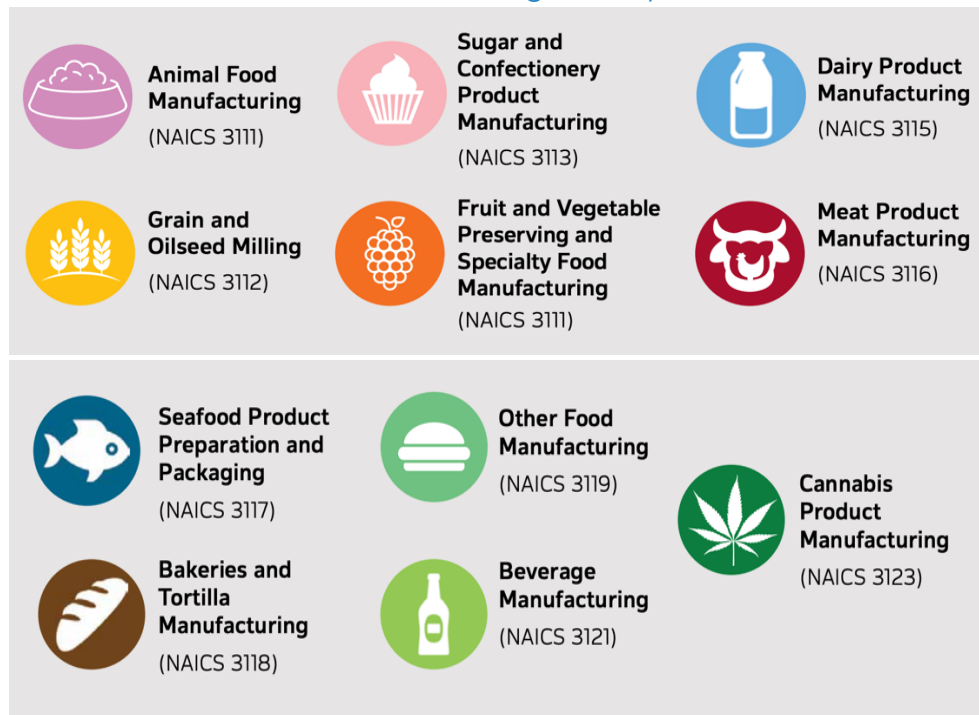 Animal Food
Manufacturing
(NAICS 3111)
Grain and
Oilseed Milling
(NAICS 3112)
Sugar and
Confectionery
Product
Manufacturing
(NAICS 3113)
Fruit and Vegetable
Preserving and
Specialty Food
Manufacturing
(NAICS 3111)
Dairy Product
Manufacturing
(NAICS 3115)
Meat Product
Manufacturing
(NAICS 3116)
Seafood Product
Preparation and
Packaging
(NAICS 3117)
Bakeries and
Tortilla
Manufacturing
(NAICS 3118)
Other Food
Manufacturing
(NAICS 3119)
Beverage
Manufacturing
(NAICS 3121)
Cannabis
Product
Manufacturing
(NAICS 3123)